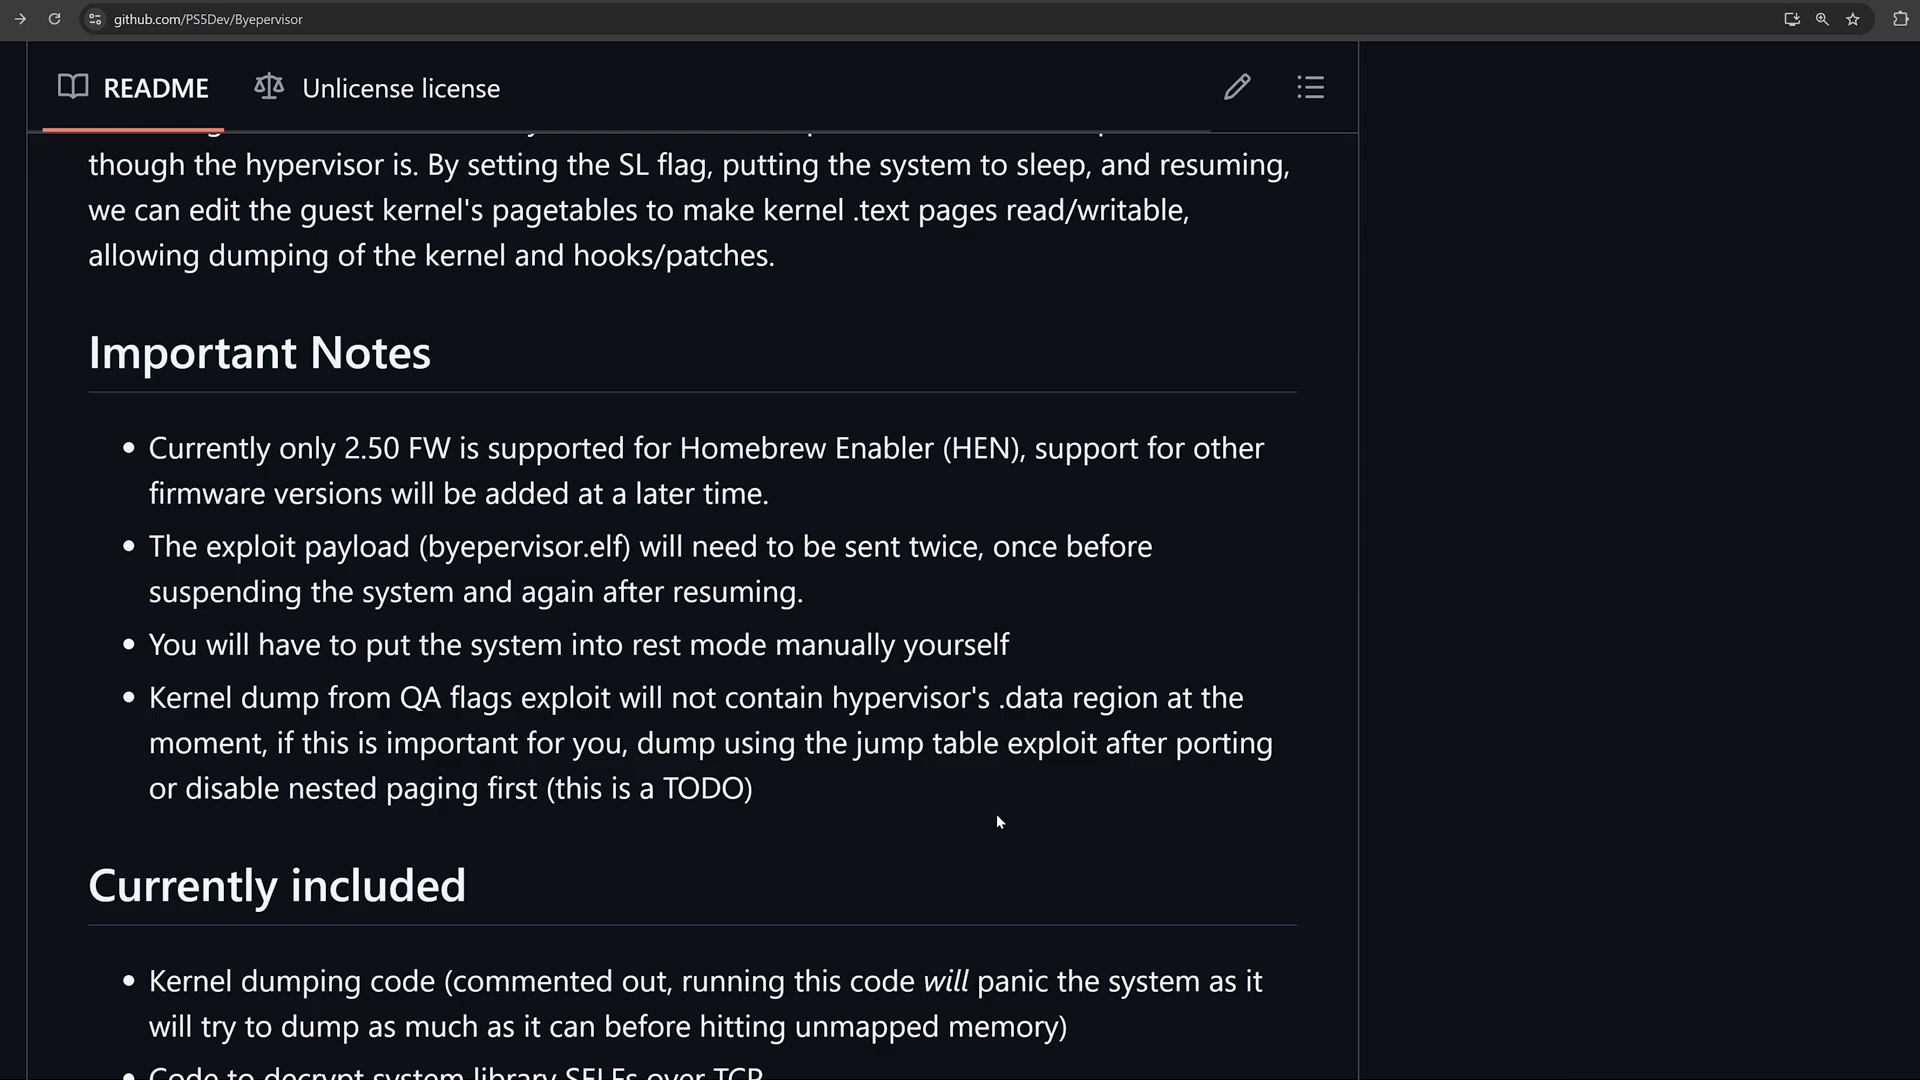 github.com/PS5Dev/Byepervisor
README
Unlicense license
though the hypervisor is. By setting the SL flag, putting the system to sleep, and resuming,
we can edit the guest kernel's pagetables to make kernel .text pages read/writable,
allowing dumping of the kernel and hooks/patches.
Important Notes
• Currently only 2.50 FW is supported for Homebrew Enabler (HEN), support for other
firmware versions will be added at a later time.
• The exploit payload (byepervisor.elf) will need to be sent twice, once before
suspending the system and again after resuming.
• You will have to put the system into rest mode manually yourself
• Kernel dump from QA flags exploit will not contain hypervisor's .data region at the
moment, if this is important for you, dump using the jump table exploit after porting
or disable nested paging first (this is a TODO)
Currently included
• Kernel dumping code (commented out, running this code will panic the system as it
will try to dump as much as it can before hitting unmapped memory)
• Code to decrypt system library SELFs over TCP